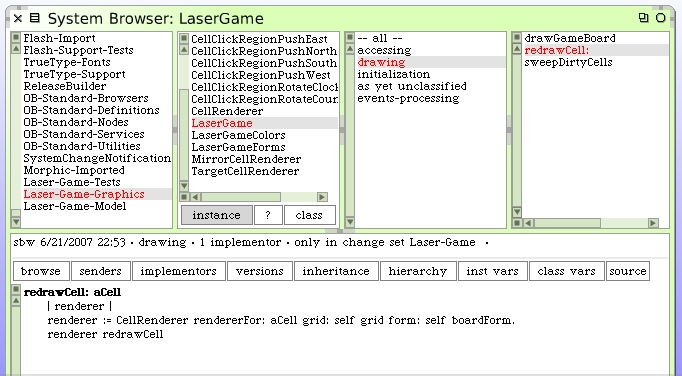 System Browser: LaserGame
Flash-Import
Flash-Support-Tests
TrueType-Fonts
TrueType-Support
ReleaseBuilder
OB-Standard-Browsers
OB-Standard-Definitions
OB-Standard-Nodes
OB-Standard-Services
OB-Standard-Utilities
SystemChangeNotification
Morphic-Imported
Laser-Game-Tests
Laser-Game-Graphics
Laser-Game-Model
CellClickRegionPushEast
CellClickRegionPushNorth
CellClickRegionPushSouth
CellClickRegionPushWest
CellClickRegionRotateClock
CellClickRegionRotateCoun
CellRenderer
LaserGame
LaserGameColors
LaserGameForms
MirrorCellRenderer
TargetCellRenderer
instance ? class
-- all --
accessing
drawing
initialization
as yet unclassified
events-processing
drawGameBoard
redrawCell:
sweepDirtyCells
sbw 6/21/2007 22:53 · drawing · 1 implementor · only in change set Laser-Game ·
browse senders implementors versions inheritance hierarchy inst vars class vars source
redrawCell: aCell
| renderer |
renderer := CellRenderer rendererFor: aCell grid: self grid form: self boardForm.
renderer redrawCell